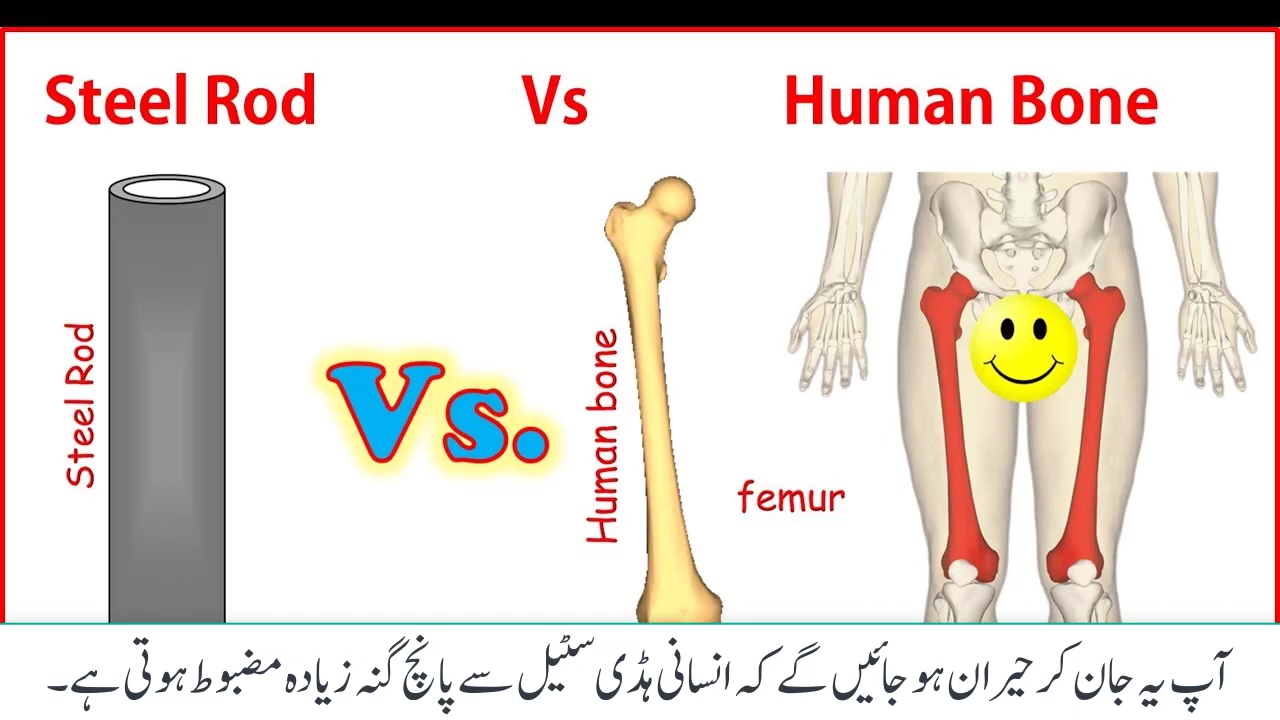 Steel Rod Vs Human Bone
Steel Rod
Vs.
Human bone
femur
آپ یہ جان کر حیران ہو جائیں گے کہ انسانی ہڈی سٹیل سے پانچ گنہ زیادہ مضبوط ہوتی ہے۔